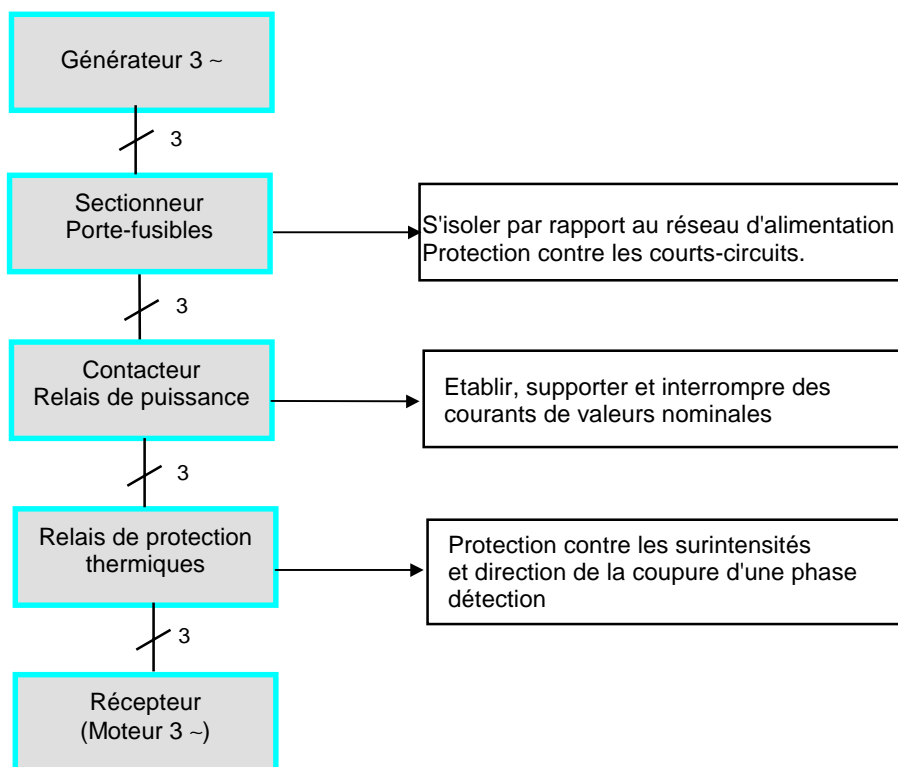 Générateur 3 ~
3
Sectionneur
Porte-fusibles
S'isoler par rapport au réseau d'alimentation
Protection contre les courts-circuits.
3
Contacteur
Relais de puissance
Etablir, supporter et interrompre des
courants de valeurs nominales
3
Relais de protection
thermiques
Protection contre les surintensités
et direction de la coupure d'une phase
détection
3
Récepteur
(Moteur 3 ~)